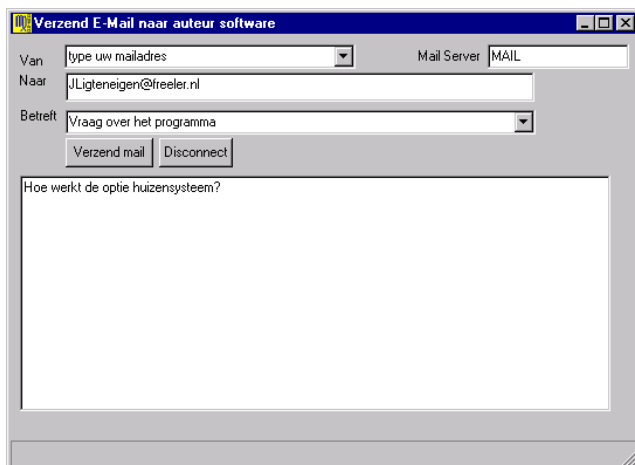 Verzend E-Mail naar auteur software
Van type uw mailadres Mail Server MAIL
Naar JLigteneigen@freeler.nl
Betreft Vraag over het programma
Verzend mail Disconnect
Hoe werkt de optie huizensysteem?